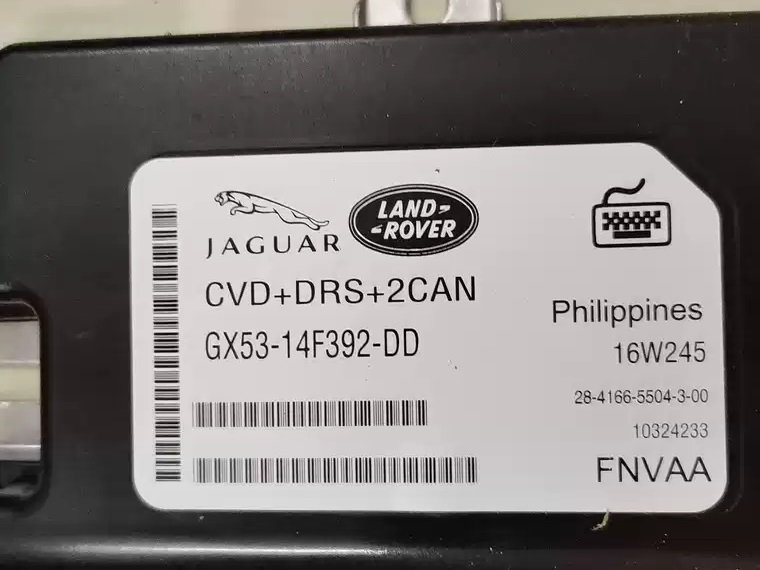 JAGUAR
LAND-
-ROVER
CVD+DRS+2CAN
GX53-14F392-DD
Philippines
16W245
28-4166-5504-3-00
10324233
FNVAA